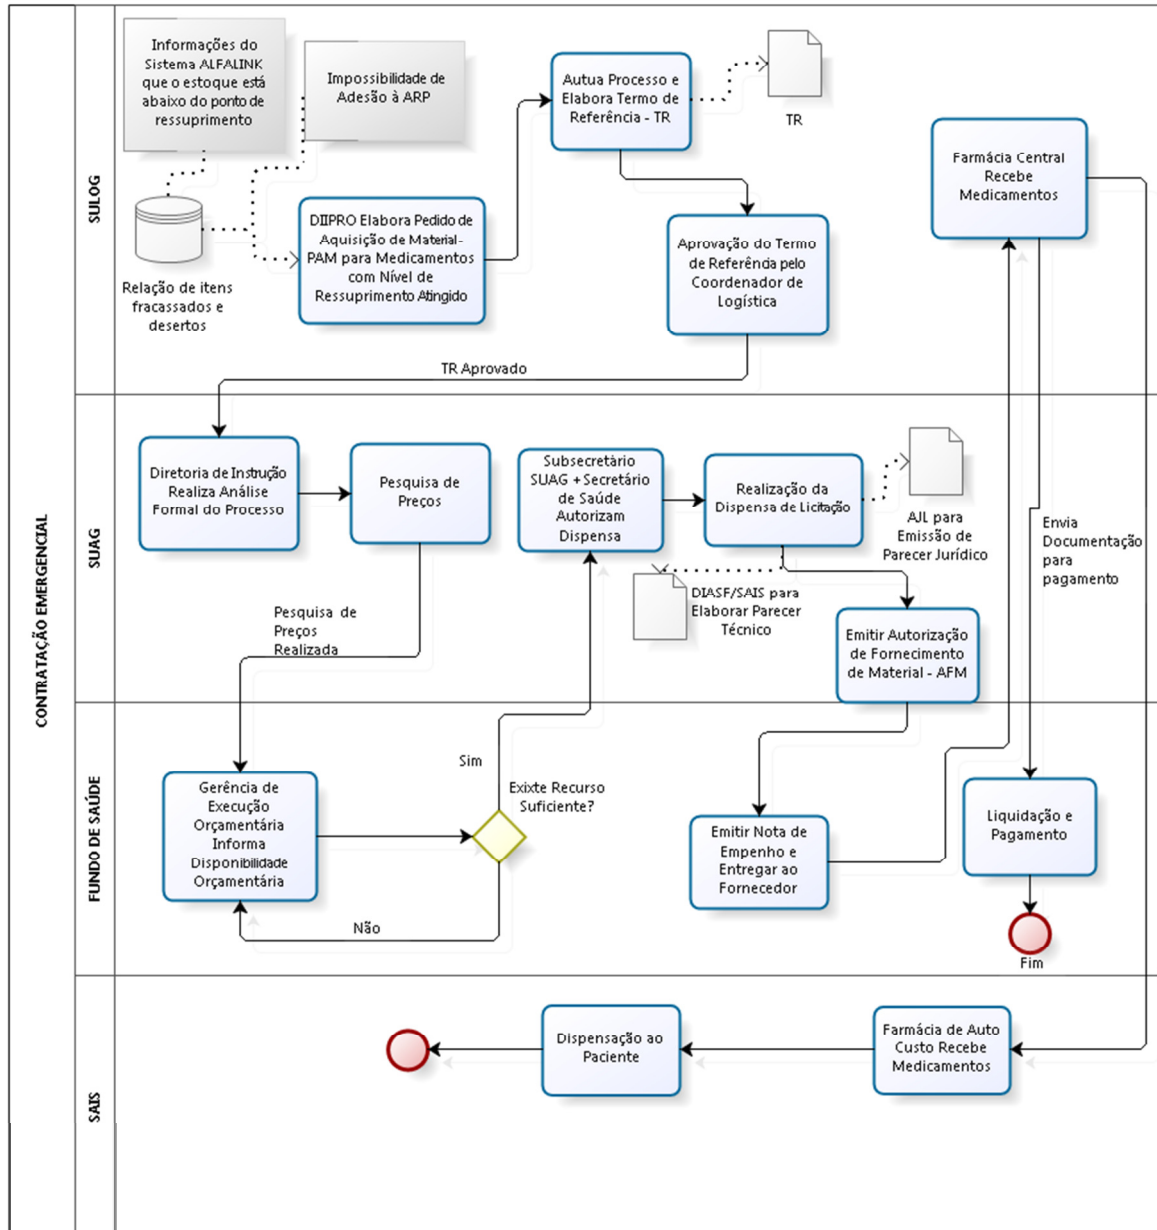 CONTRATAÇÃO EMERGENCIAL
SULOG
Informações do
Sistema ALFALINK
que o estoque está
abaixo do ponto de
ressuprimento
Impossibilidade de
Adesão à ARP
Relação de itens
fracassados e
desertos
DIIPRO Elabora Pedido de
Aquisição de Material-
PAM para Medicamentos
com Nível de
Ressuprimento Atingido
Autua Processo e
Elabora Termo de
Referência - TR
TR
Aprovação do Termo
de Referência pelo
Coordenador de
Logística
Farmácia Central
Recebe
Medicamentos
TR Aprovado
SUAG
Diretoria de Instrução
Realiza Análise
Formal do Processo
Pesquisa de
Preços
Subsecretário
SUAG + Secretário
de Saúde
Autorizam
Dispensa
Realização da
Dispensa de Licitação
AJL para
Emissão de
Parecer Jurídico
DIASF/SAIS para
Elaborar Parecer
Técnico
Emitir Autorização
de Fornecimento
de Material - AFM
Envia
Documentação
para
pagamento
Pesquisa de
Preços
Realizada
FUNDO DE SAÚDE
Gerência de
Execução
Orçamentária
Informa
Disponibilidade
Orçamentária
Sim
Exixte Recurso
Suficiente?
Não
Emitir Nota de
Empenho e
Entregar ao
Fornecedor
Liquidação e
Pagamento
Fim
SAIS
Dispensação ao
Paciente
Farmácia de Auto
Custo Recebe
Medicamentos